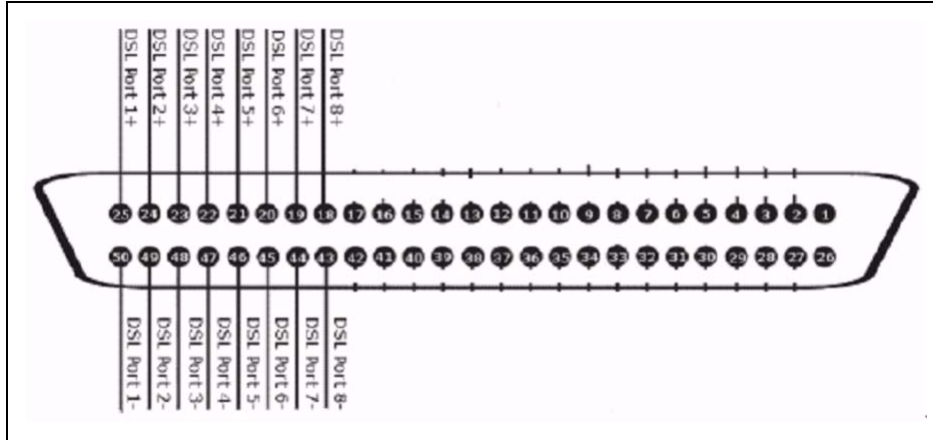 DSL Port 1+
DSL Port 2+
DSL Port 3+
DSL Port 4+
DSL Port 5+
DSL Port 6+
DSL Port 7+
DSL Port 8+
25 24 23 22 21 20 19 18 17 16 15 14 13 12 11 10 9 8 7 6 5 4 3 2 1
50 49 48 47 46 45 44 43 42 41 40 39 38 37 36 35 34 33 32 31 30 29 28 27 26
DSL Port 1-
DSL Port 2-
DSL Port 3-
DSL Port 4-
DSL Port 5-
DSL Port 6-
DSL Port 7-
DSL Port 8-